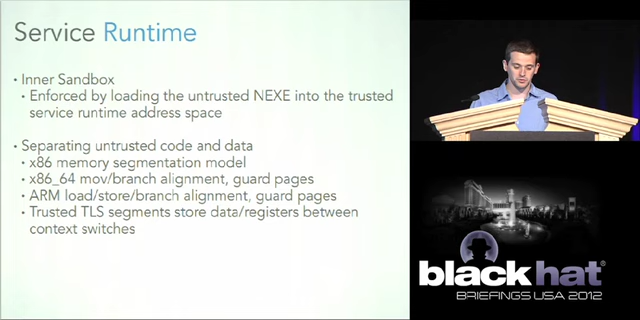 Service Runtime
• Inner Sandbox
• Enforced by loading the untrusted NEXE into the trusted
service runtime address space
• Separating untrusted code and data
• x86 memory segmentation model
• x86_64 mov/branch alignment, guard pages
• ARM load/store/branch alignment, guard pages
• Trusted TLS segments store data/registers between
context switches
black hat®
BRIEFINGS USA 2012